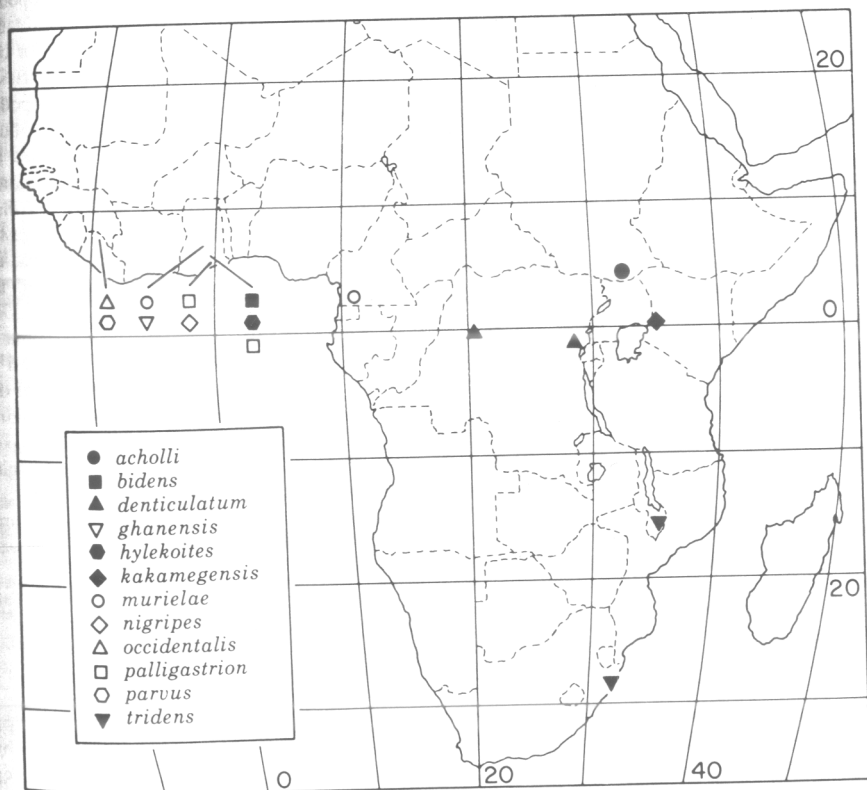 20
0
acholli
bidens
denticulatum
ghanensis
hylekoites
kakamegensis
murielae
nigripes
occidentalis
palligastrion
parvus
tridens
20
0
20
40